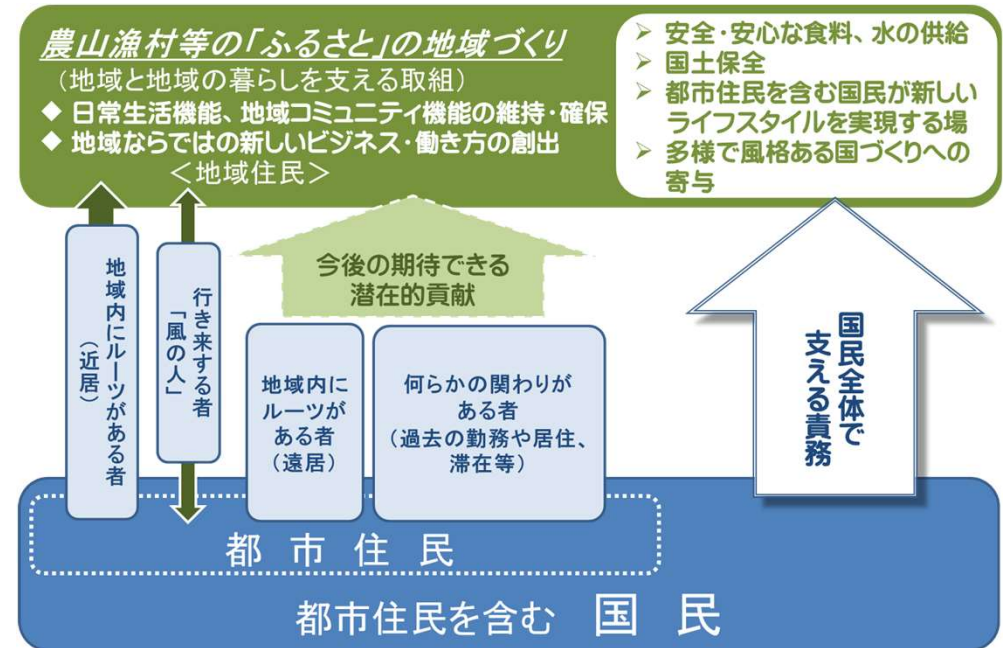 農山漁村等の「ふるさと」の地域づくり
（地域と地域の暮らしを支える取組）
◆ 日常生活機能、地域コミュニティ機能の維持・確保
◆ 地域ならではの新しいビジネス・働き方の創出
＜地域住民＞
➢ 安全・安心な食料、水の供給
➢ 国土保全
➢ 都市住民を含む国民が新しい
ライフスタイルを実現する場
➢ 多様で風格ある国づくりへの
寄与
地域内にルーツがある者
（近居）
行き来する者
「風の人」
今後の期待できる
潜在的貢献
地域内に
ルーツが
ある者
（遠居）
何らかの関わりが
ある者
（過去の勤務や居住、
滞在等）
国民全体で
支える責務
都市住民
都市住民を含む 国民